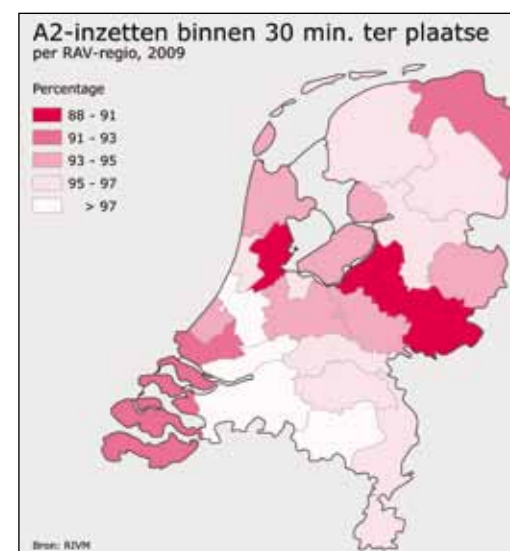 A2-inzetten binnen 30 min. ter plaatse
per RAV-regio, 2009
Percentage
88 - 91
91 - 93
93 - 95
95 - 97
> 97
Bron: RIVM